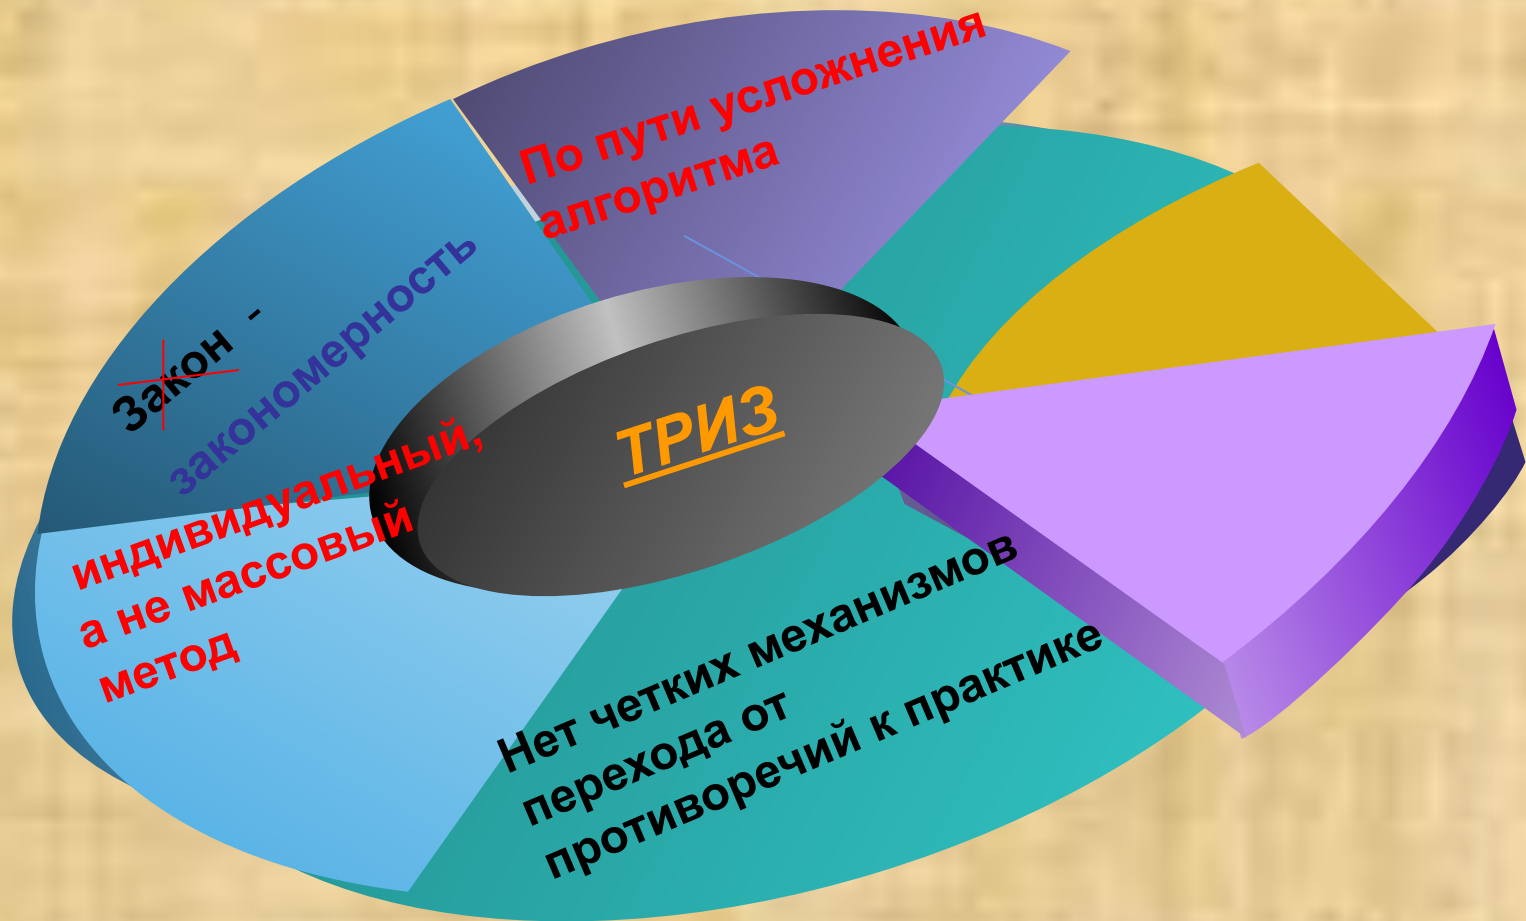 По пути усложнения
алгоритма
Закон -
закономерность
индивидуальный,
а не массовый
метод
ТРИЗ
Нет четких механизмов
перехода от
противоречий к практике